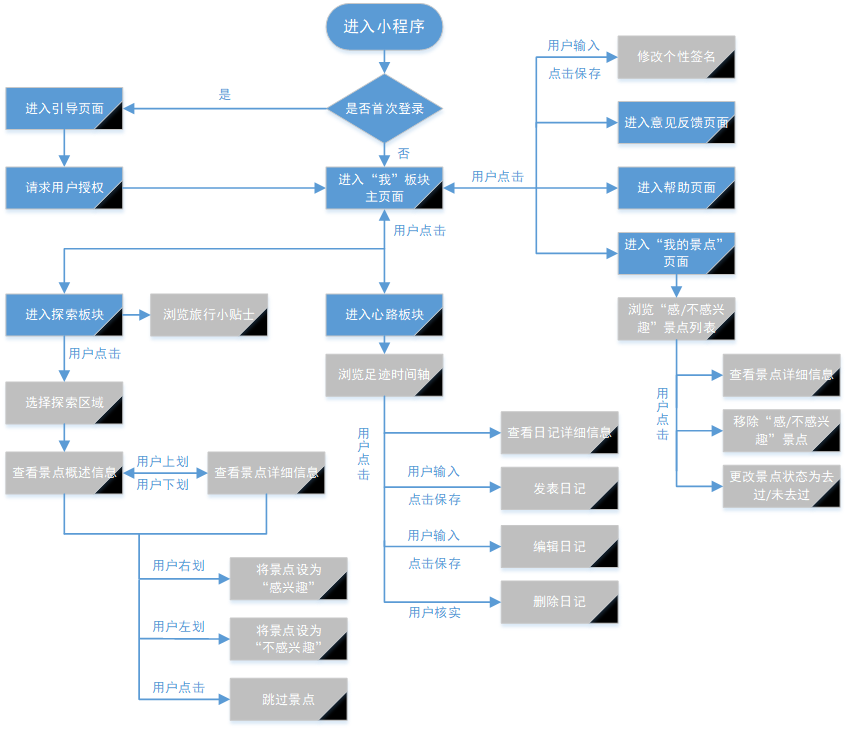 进入小程序
用户输入
修改个性签名
点击保存
是
是否首次登录
进入引导页面
进入意见反馈页面
否
请求用户授权
进入“我”板块
主页面
用户点击
进入帮助页面
用户点击
进入“我的景点”
页面
进入探索板块
浏览旅行小贴士
进入心路板块
浏览“感/不感兴
趣”景点列表
用户点击
浏览足迹时间轴
查看景点详细信息
选择探索区域
用户点击
移除“感/不感兴
趣”景点
用户点击
查看日记详细信息
查看景点概述信息
用户上划
用户下划
查看景点详细信息
用户输入
点击保存
发表日记
更改景点状态为去
过/未去过
用户输入
点击保存
编辑日记
用户右划
将景点设为
“感兴趣”
用户核实
删除日记
用户左划
将景点设为
“不感兴趣”
用户点击
跳过景点